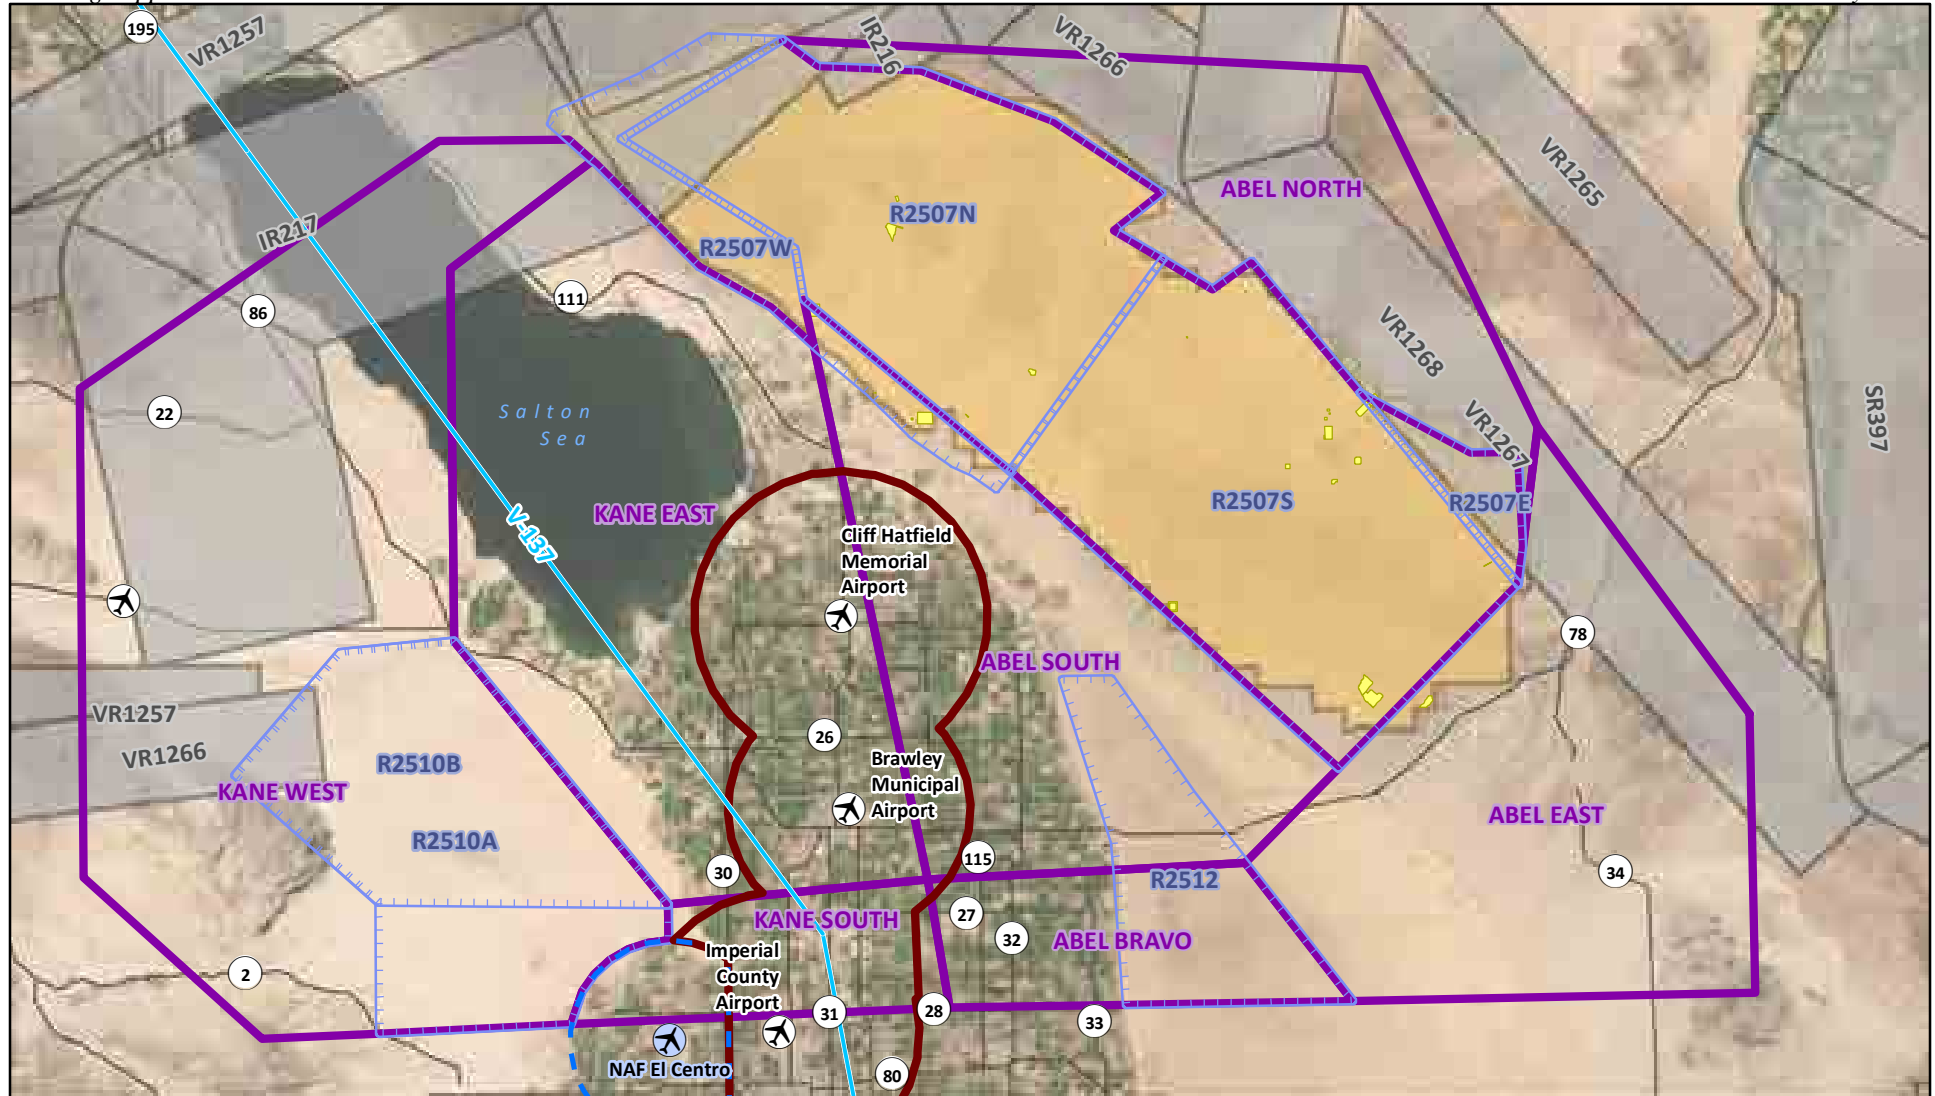 195
VR1257
IR216
VR1266
VR1265
ABEL NORTH
R2507N
IR217
R2507W
111
86
VR1268
22
Salton
Sea
SR397
VR1267
R2507S
R2507E
KANE EAST
V-137
Cliff Hatfield
Memorial
Airport
78
ABEL SOUTH
VR1257
26
VR1266
R2510B
Brawley
Municipal
Airport
KANE WEST
ABEL EAST
R2510A
115
30
34
R2512
27
KANE SOUTH
32
ABEL BRAVO
Imperial
County
Airport
2
31
28
33
NAF El Centro
80